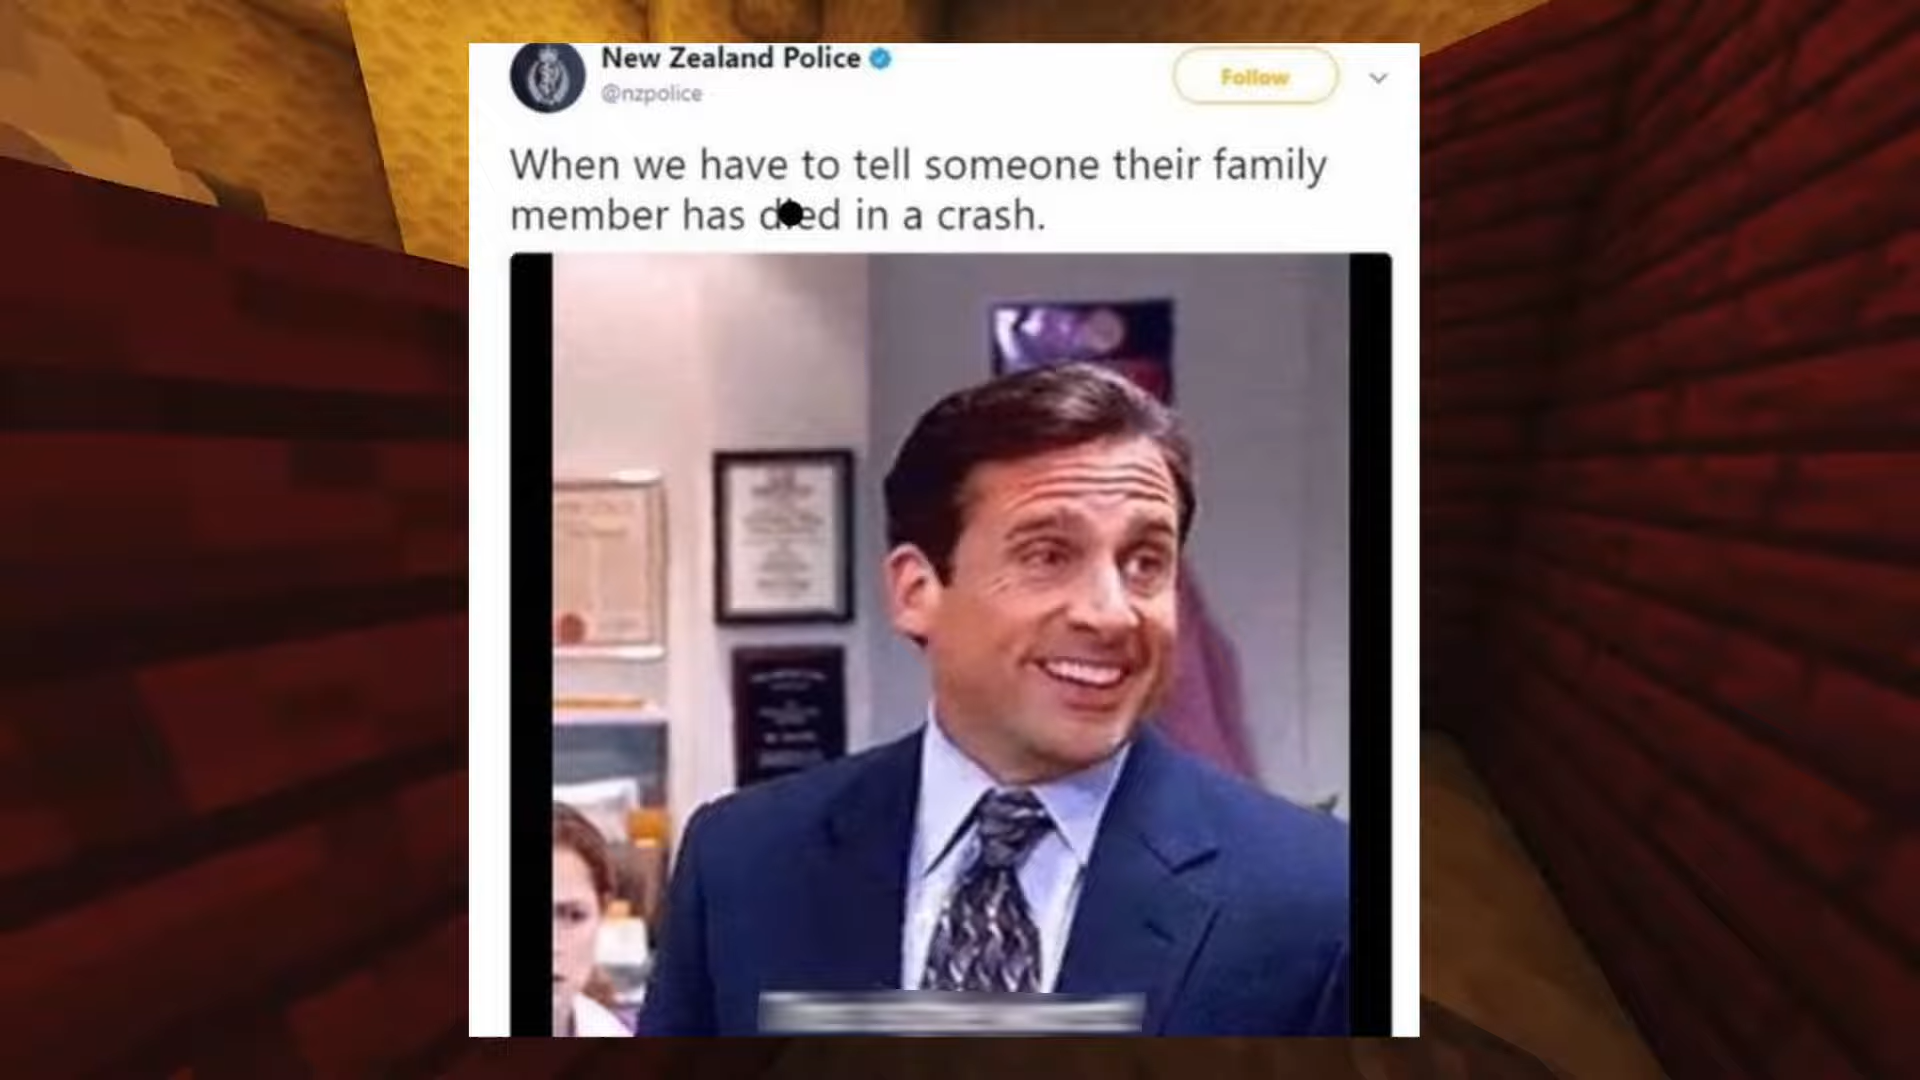 New Zealand Police
Follow
@nzpolice
When we have to tell someone their family
member has died in a crash.